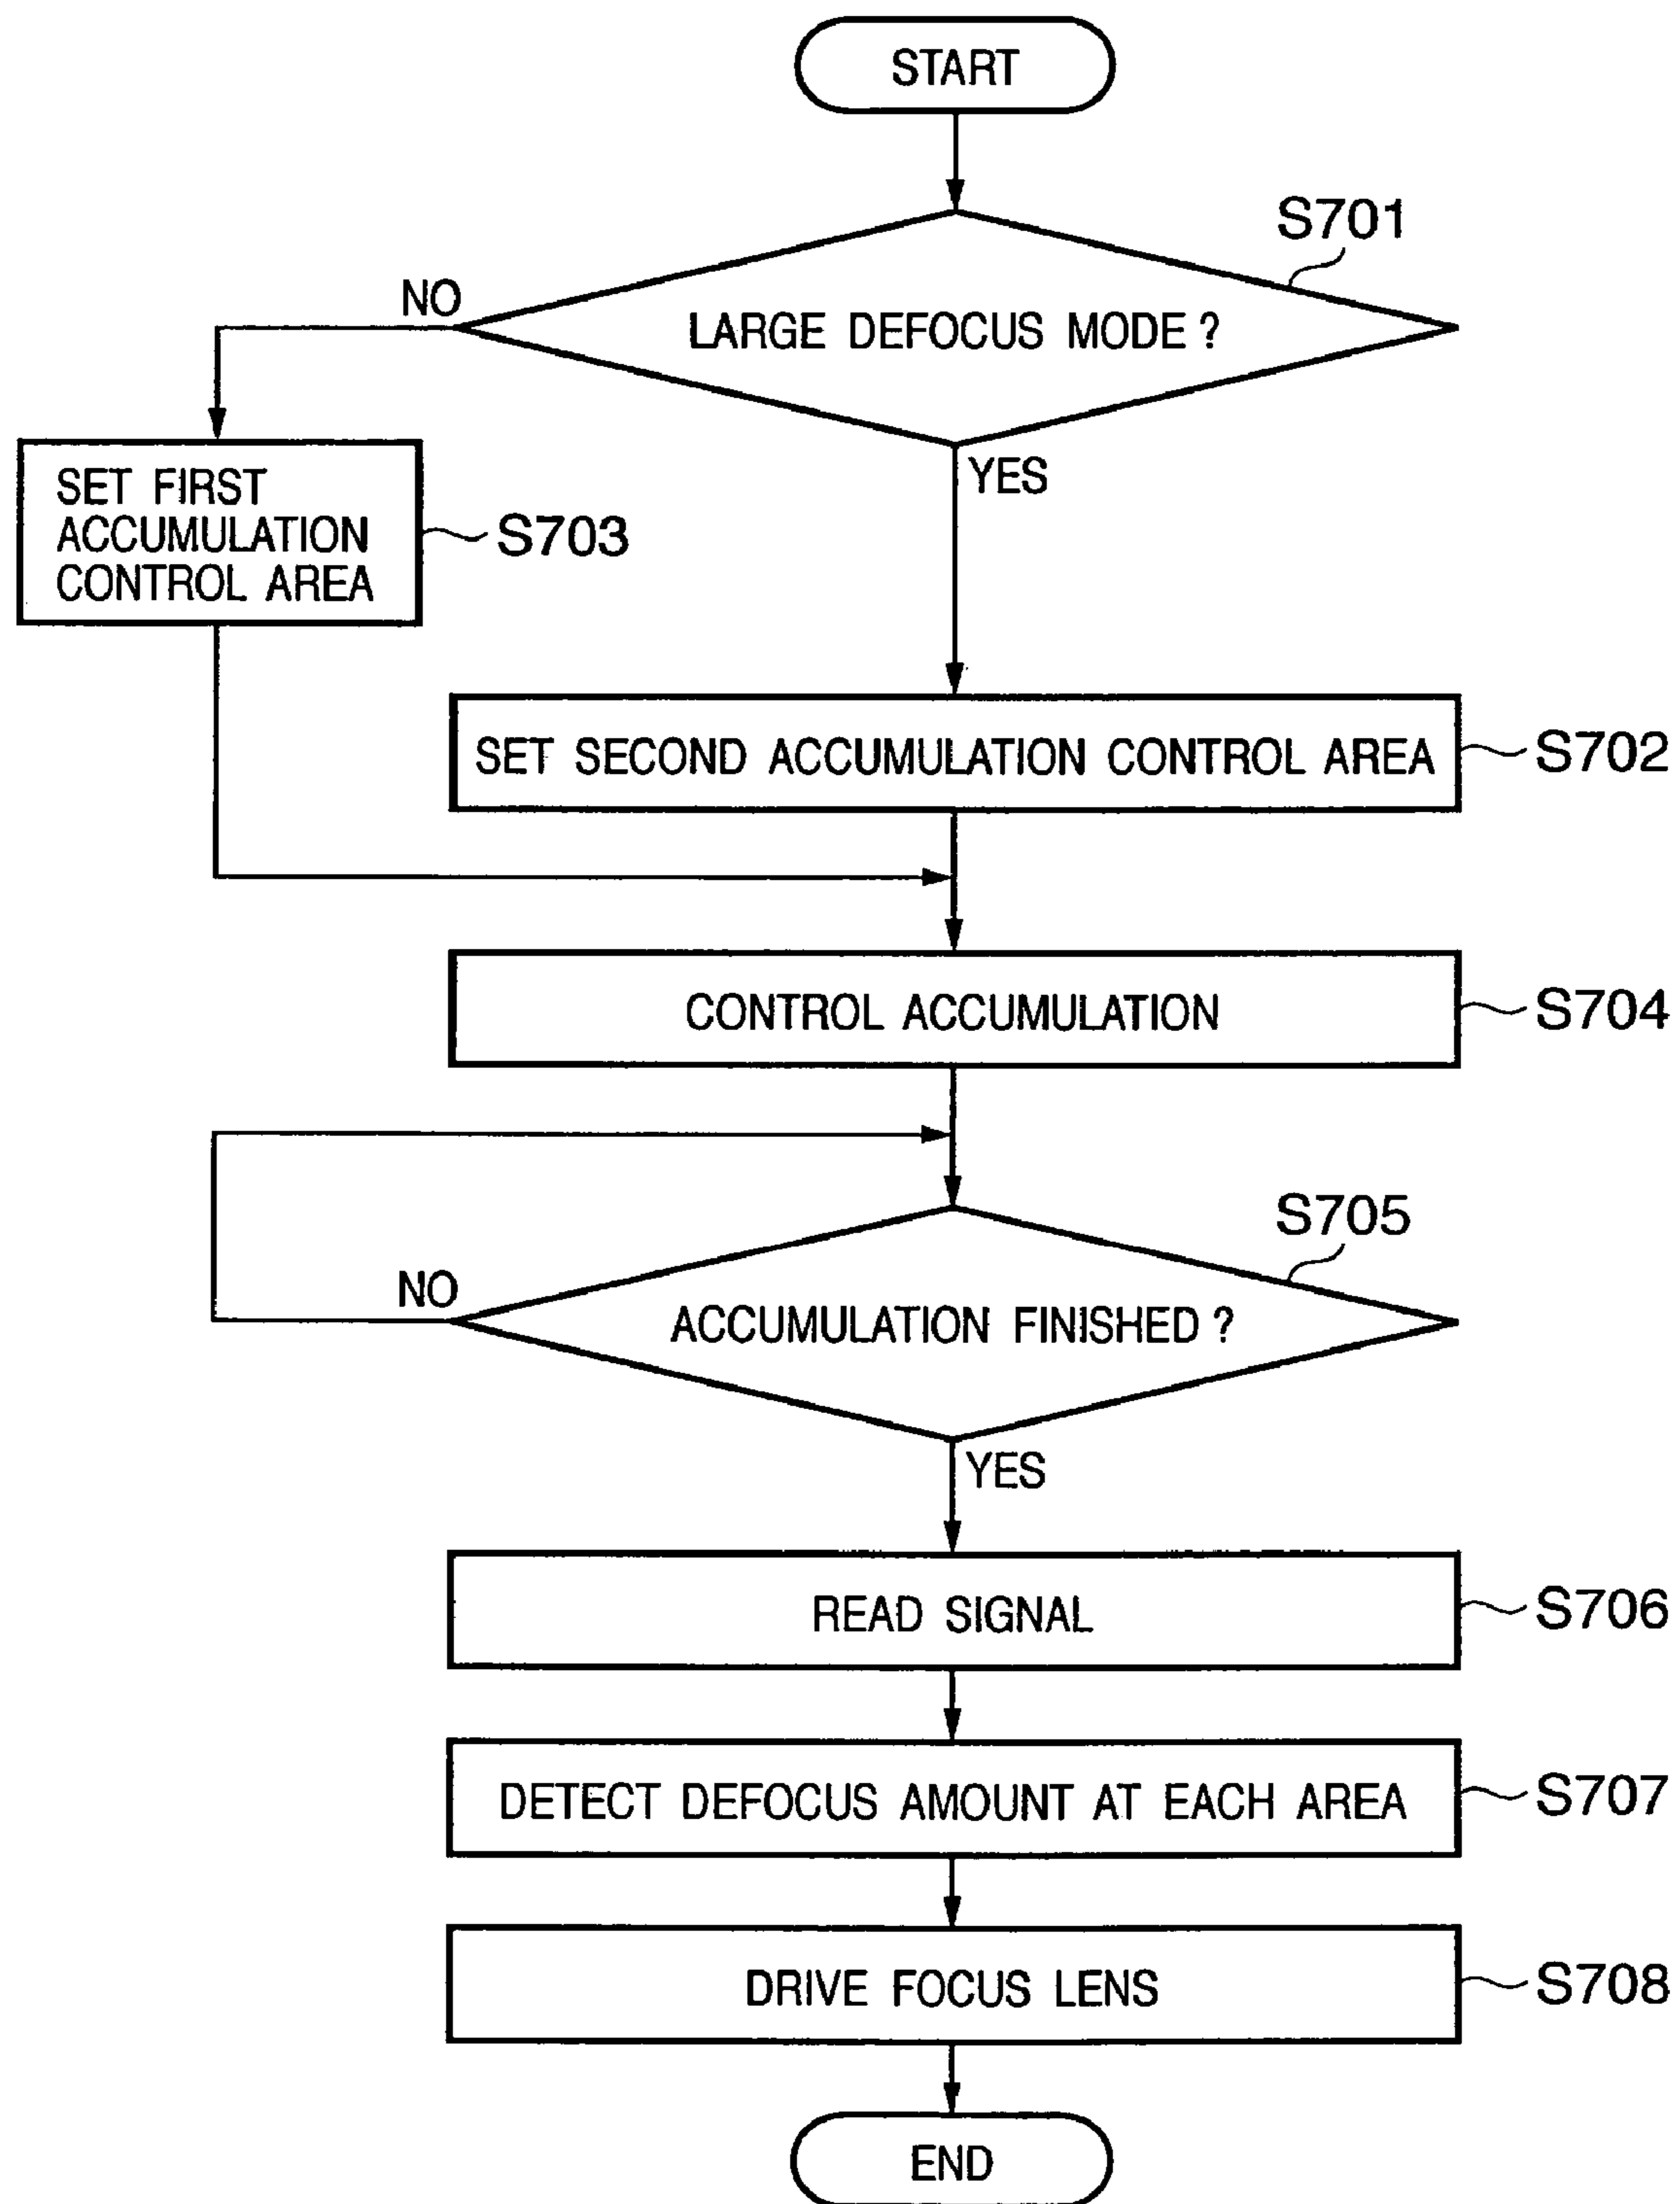 START
S701
NO
LARGE DEFOCUS MODE ?
YES
SET FIRST
ACCUMULATION
CONTROL AREA
S703
SET SECOND ACCUMULATION CONTROL AREA
S702
CONTROL ACCUMULATION
S704
S705
NO
ACCUMULATION FINISHED ?
YES
READ SIGNAL
S706
DETECT DEFOCUS AMOUNT AT EACH AREA
S707
DRIVE FOCUS LENS
S708
END